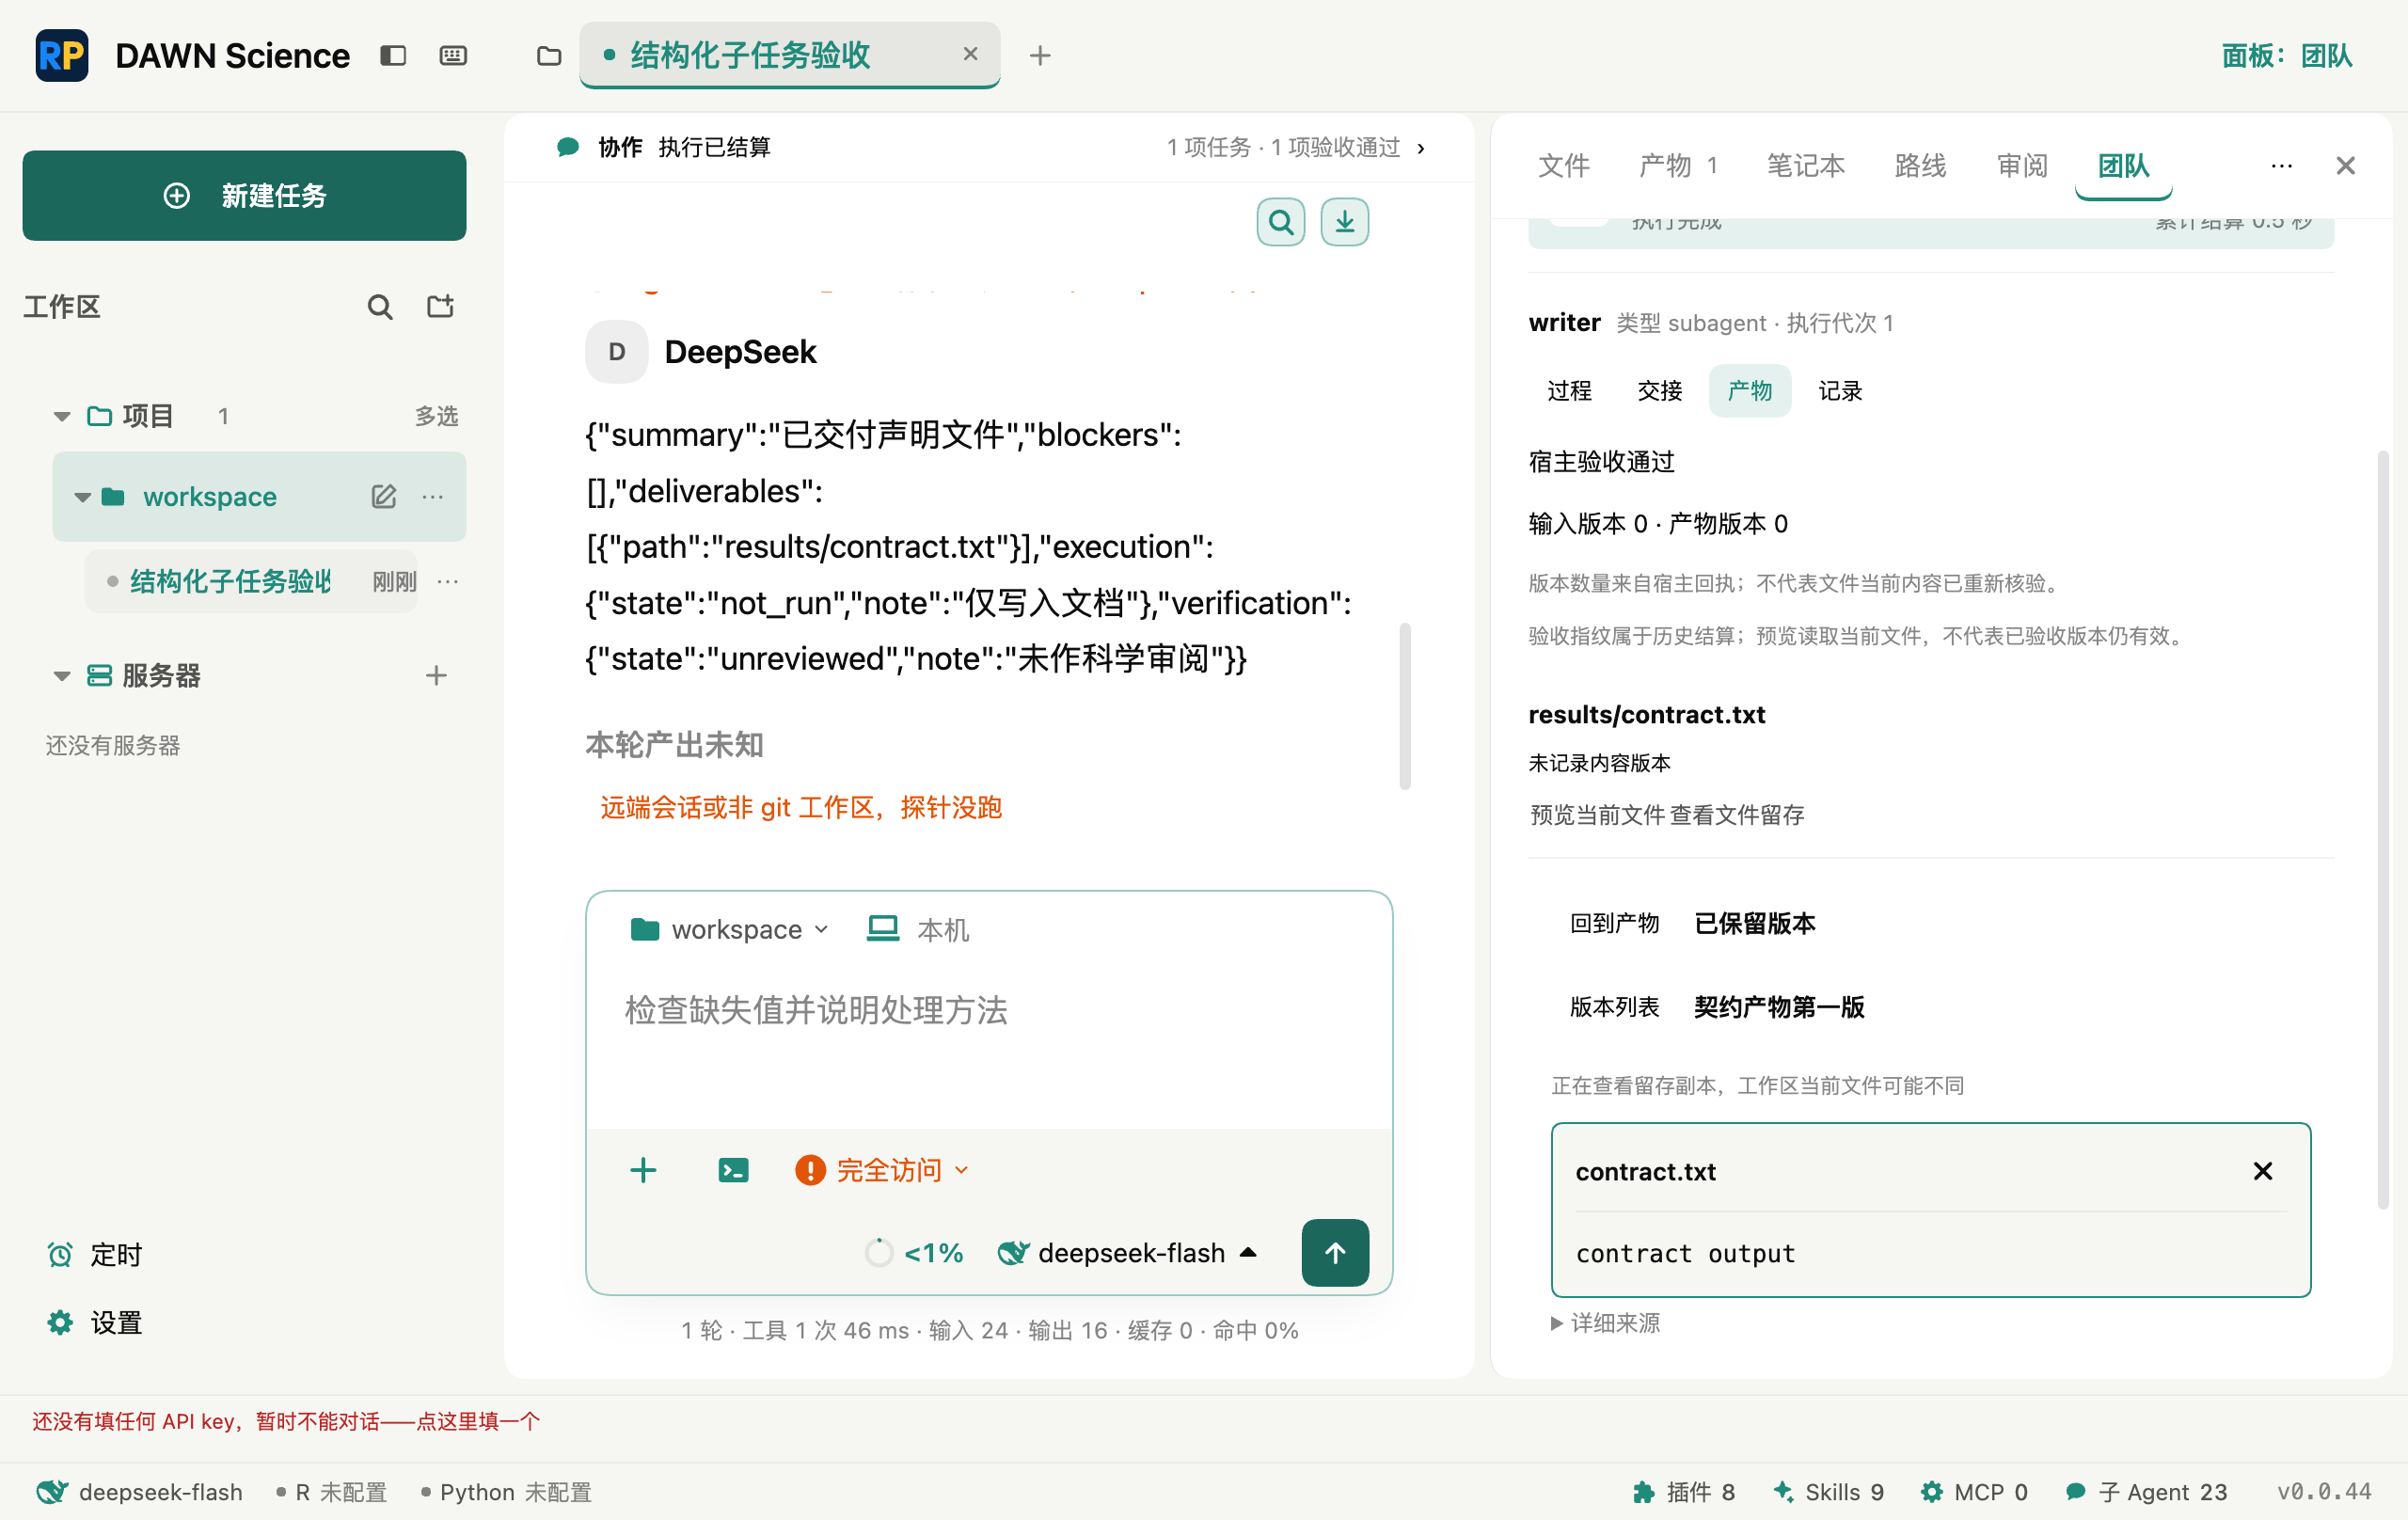 RP DAWN Science
结构化子任务验收
面板：团队
新建任务
工作区
项目 1 多选
workspace
结构化子任务验收 刚刚
服务器
还没有服务器
定时
设置
协作 执行已结算 1 项任务 · 1 项验收通过
D DeepSeek
{"summary":"已交付声明文件","blockers":
[],"deliverables":
[{"path":"results/contract.txt"}],"execution":
{"state":"not_run","note":"仅写入文档"},"verification":
{"state":"unreviewed","note":"未作科学审阅"}}
本轮产出未知
远端会话或非 git 工作区，探针没跑
workspace 本机
检查缺失值并说明处理方法
完全访问
<1% deepseek-flash
1 轮 · 工具 1 次 46 ms · 输入 24 · 输出 16 · 缓存 0 · 命中 0%
文件 产物 1 笔记本 路线 审阅 团队
执行完成 累计结算 0.5 秒
writer 类型 subagent · 执行代次 1
过程 交接 产物 记录
宿主验收通过
输入版本 0 · 产物版本 0
版本数量来自宿主回执；不代表文件当前内容已重新核验。
验收指纹属于历史结算；预览读取当前文件，不代表已验收版本仍有效。
results/contract.txt
未记录内容版本
预览当前文件 查看文件留存
回到产物 已保留版本
版本列表 契约产物第一版
正在查看留存副本，工作区当前文件可能不同
contract.txt
contract output
详细来源
还没有填任何 API key，暂时不能对话——点这里填一个
deepseek-flash R 未配置 Python 未配置 插件 8 Skills 9 MCP 0 子 Agent 23 v0.0.44